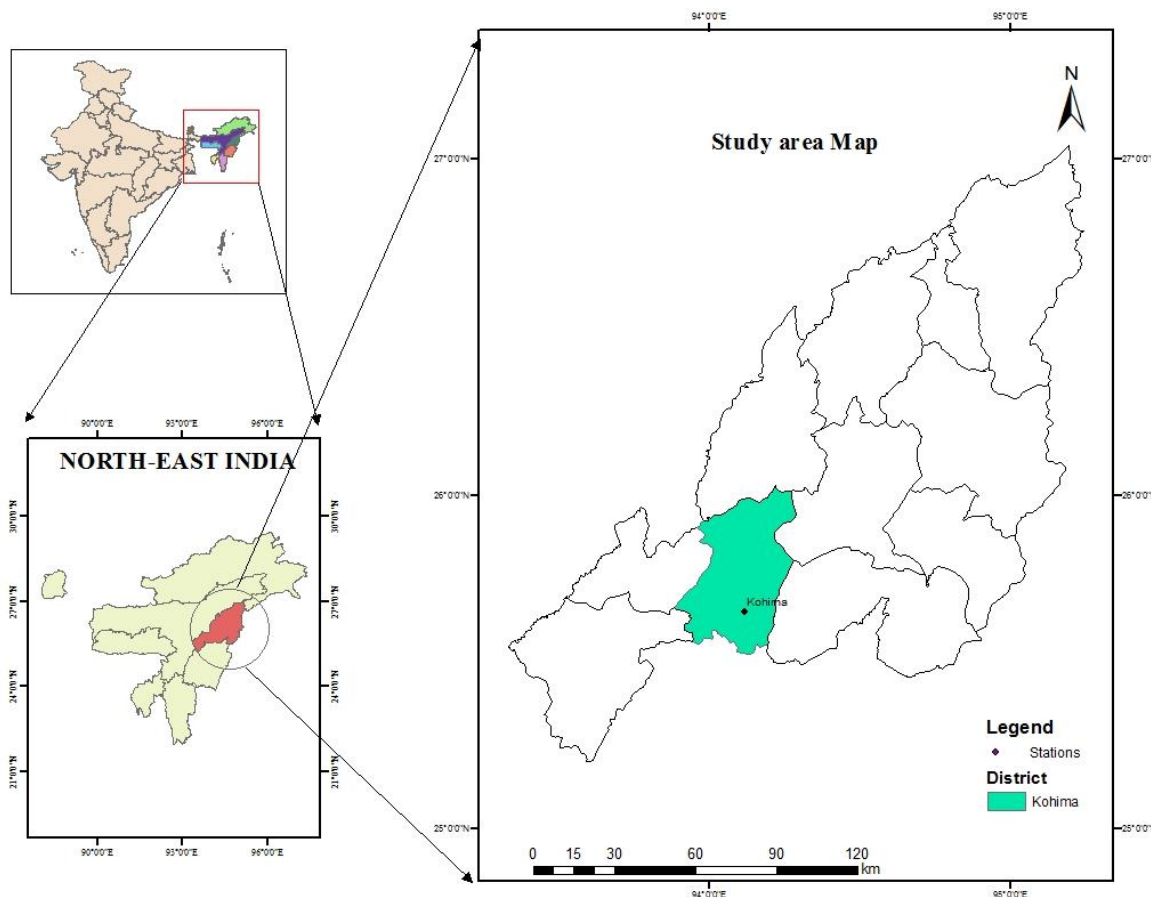 94°0'0"E 95°0'0"E
N
Study area Map
27°0'0"N 27°0'0"N
90°0'0"E 93°0'0"E 96°0'0"E
NORTH-EAST INDIA
30°0'0"N 30°0'0"N
26°0'0"N 26°0'0"N
27°0'0"N 27°0'0"N
Kohima
24°0'0"N 24°0'0"N
Legend
Stations
21°0'0"N 21°0'0"N
District
Kohima
25°0'0"N 25°0'0"N
90°0'0"E 93°0'0"E 96°0'0"E
0 15 30 60 90 120
km
94°0'0"E 95°0'0"E